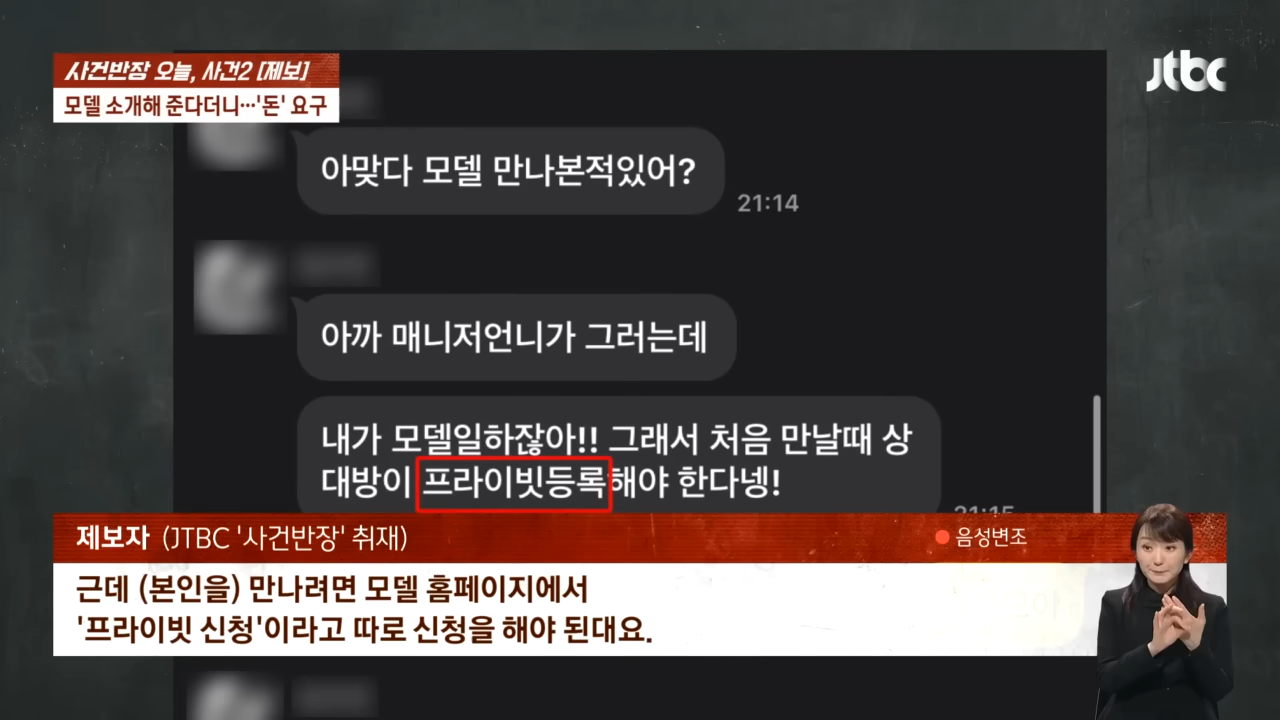 사건반장 오늘, 사건2 [제보]
모델 소개해 준다더니…'돈' 요구
jtbc
아맞다 모델 만나본적있어?
21:14
아까 매니저언니가 그러는데
내가 모델일하잖아!! 그래서 처음 만날때 상
대방이 프라이빗등록해야 한다넹!
21:15
제보자 (JTBC '사건반장' 취재)
음성변조
근데 (본인을) 만나려면 모델 홈페이지에서
'프라이빗 신청'이라고 따로 신청을 해야 된대요.